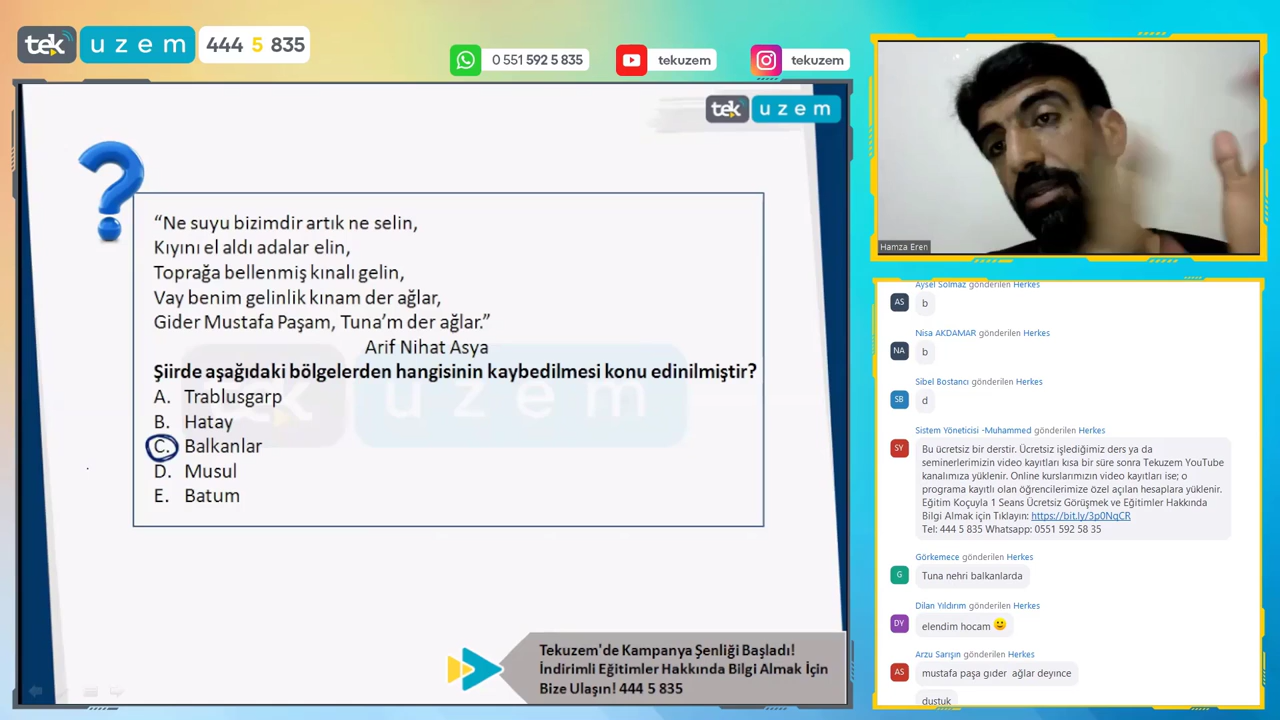 tek uzem 444 5 835
0 551 592 5 835
tekuzem
tekuzem
tek uzem
?
“Ne suyu bizimdir artık ne selin,
Kıyını el aldı adalar elin,
Toprağa bellenmiş kınalı gelin,
Vay benim gelinlik kınam der ağlar,
Gider Mustafa Paşam, Tuna’m der ağlar.”
Arif Nihat Asya
Şiirde aşağıdaki bölgelerden hangisinin kaybedilmesi konu edinilmiştir?
A. Trablusgarp
B. Hatay
C. Balkanlar
D. Musul
E. Batum
tek uzem
Tekuzem'de Kampanya Şenliği Başladı!
İndirimli Eğitimler Hakkında Bilgi Almak İçin
Bize Ulaşın! 444 5 835
Hamza Eren
Aysel Solmaz gönderilen Herkes
AS b
Nisa AKDAMAR gönderilen Herkes
NA b
Sibel Bostancı gönderilen Herkes
SB d
Sistem Yöneticisi -Muhammed gönderilen Herkes
SY Bu ücretsiz bir derstir. Ücretsiz işlediğimiz ders ya da
seminerlerimizin video kayıtları kısa bir süre sonra Tekuzem YouTube
kanalımıza yüklenir. Online kurslarımızın video kayıtları ise; o
programa kayıtlı olan öğrencilerimize özel açılan hesaplara yüklenir.
Eğitim Koçuyla 1 Seans Ücretsiz Görüşmek ve Eğitimler Hakkında
Bilgi Almak için Tıklayın: https://bit.ly/3p0NqCR
Tel: 444 5 835 Whatsapp: 0551 592 58 35
Görkemece gönderilen Herkes
G Tuna nehri balkanlarda
Dilan Yıldırım gönderilen Herkes
DY elendim hocam
Arzu Sarışın gönderilen Herkes
AS mustafa paşa gıder ağlar deyınce
dustuk